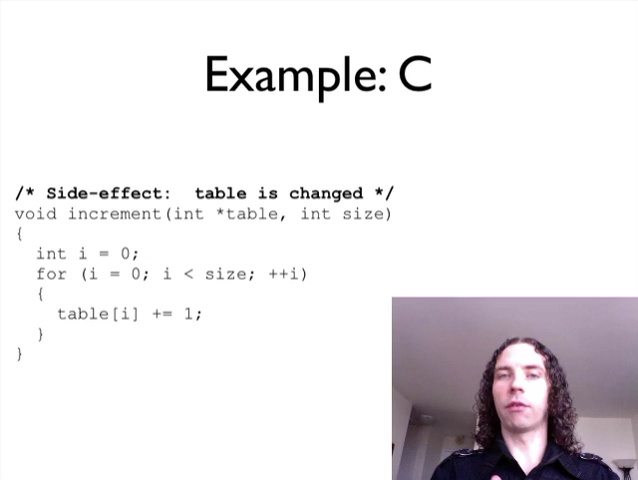 Example: C
/* Side-effect:  table is changed */
void increment(int *table, int size)
{
  int i = 0;
  for (i = 0; i < size; ++i)
  {
    table[i] += 1;
  }
}